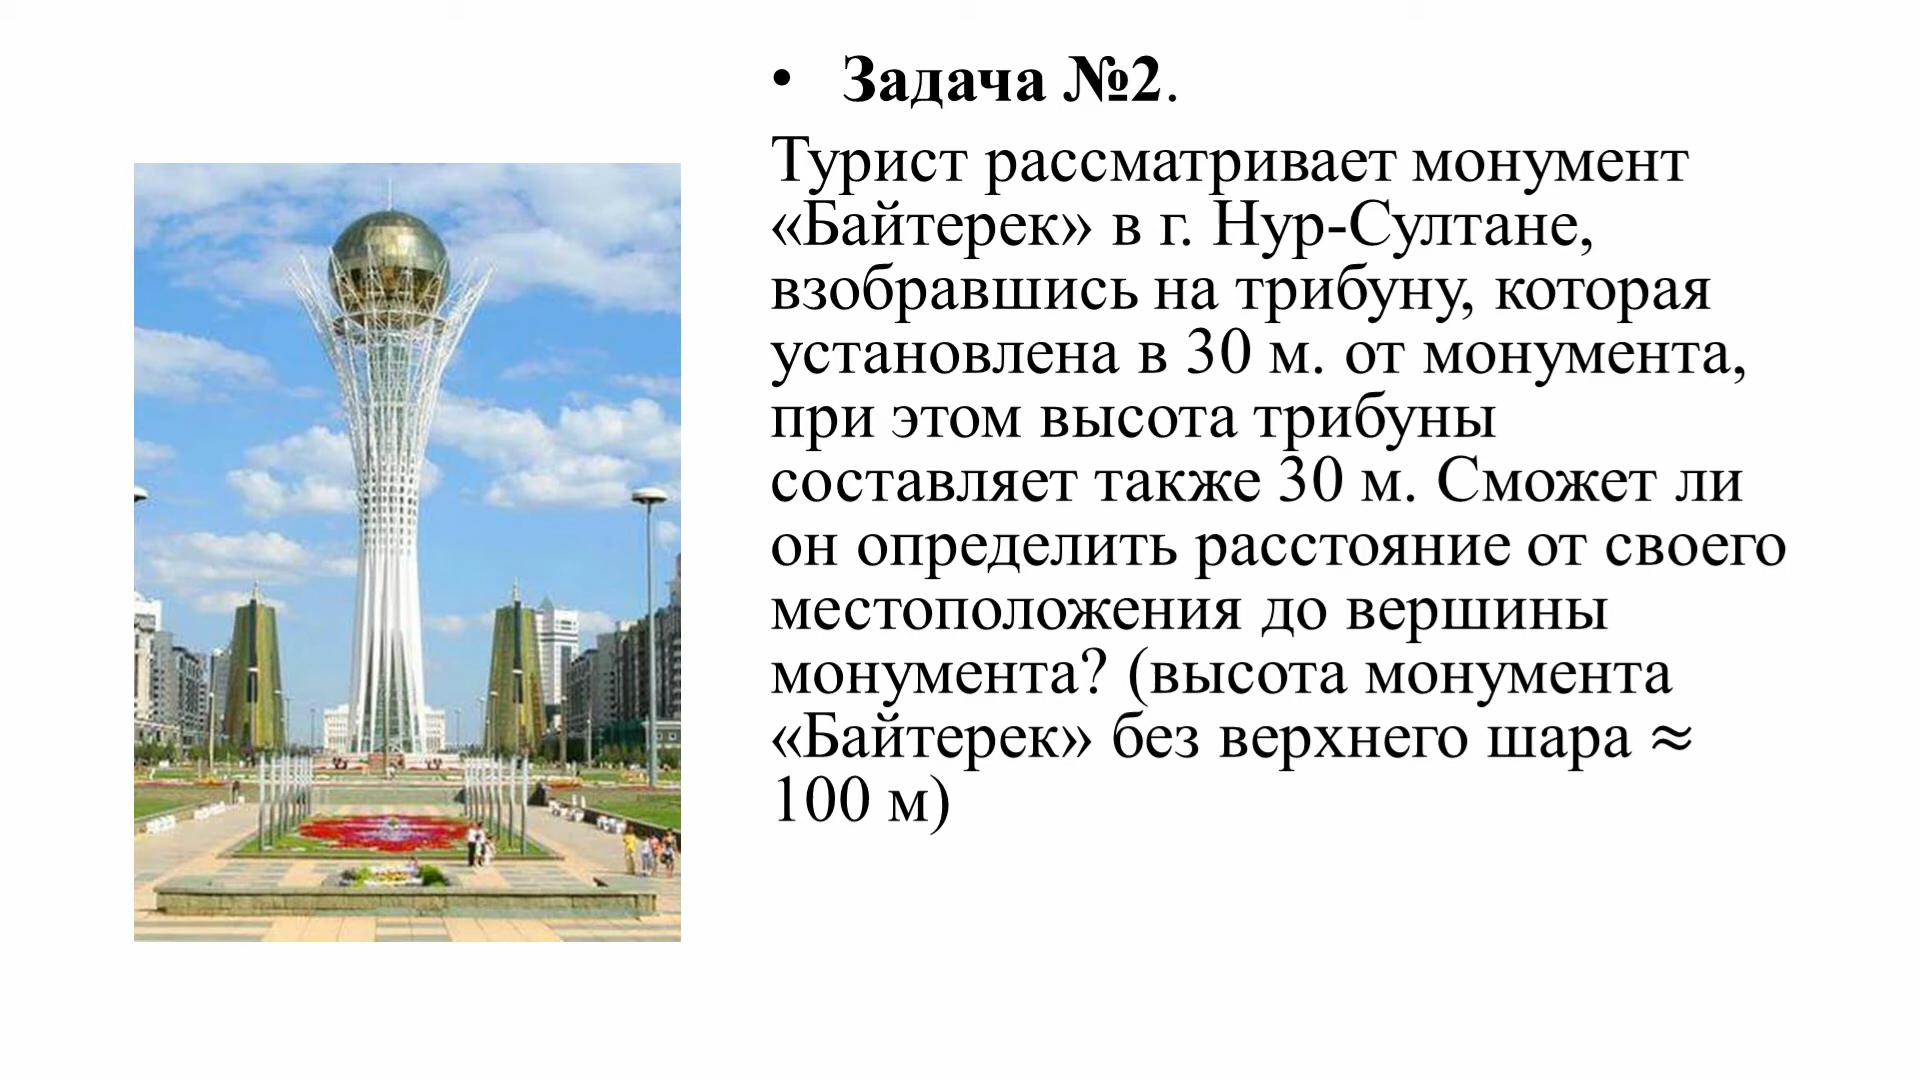 • Задача №2.
Турист рассматривает монумент
«Байтерек» в г. Нур-Султане,
взобравшись на трибуну, которая
установлена в 30 м. от монумента,
при этом высота трибуны
составляет также 30 м. Сможет ли
он определить расстояние от своего
местоположения до вершины
монумента? (высота монумента
«Байтерек» без верхнего шара ≈
100 м)